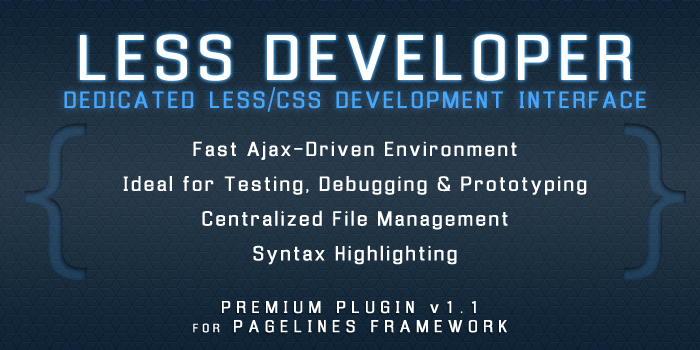 LESS DEVELOPER
DEDICATED LESS/CSS DEVELOPMENT INTERFACE
{ }
Fast Ajax-Driven Environment
Ideal for Testing, Debugging & Prototyping
Centralized File Management
Syntax Highlighting
PREMIUM PLUGIN v1.1
FOR PAGELINES FRAMEWORK